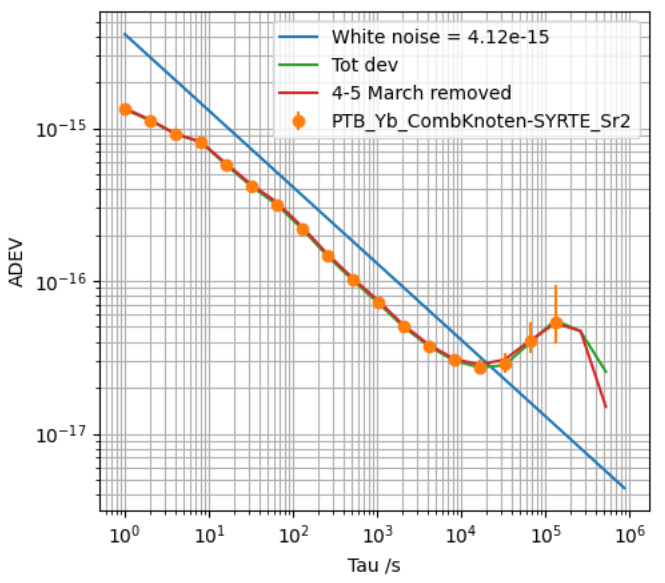 White noise = 4.12e-15
Tot dev
4-5 March removed
PTB_Yb_CombKnoten-SYRTE_Sr2
ADEV
10⁻¹⁵
10⁻¹⁶
10⁻¹⁷
10⁰ 10¹ 10² 10³ 10⁴ 10⁵ 10⁶
Tau /s